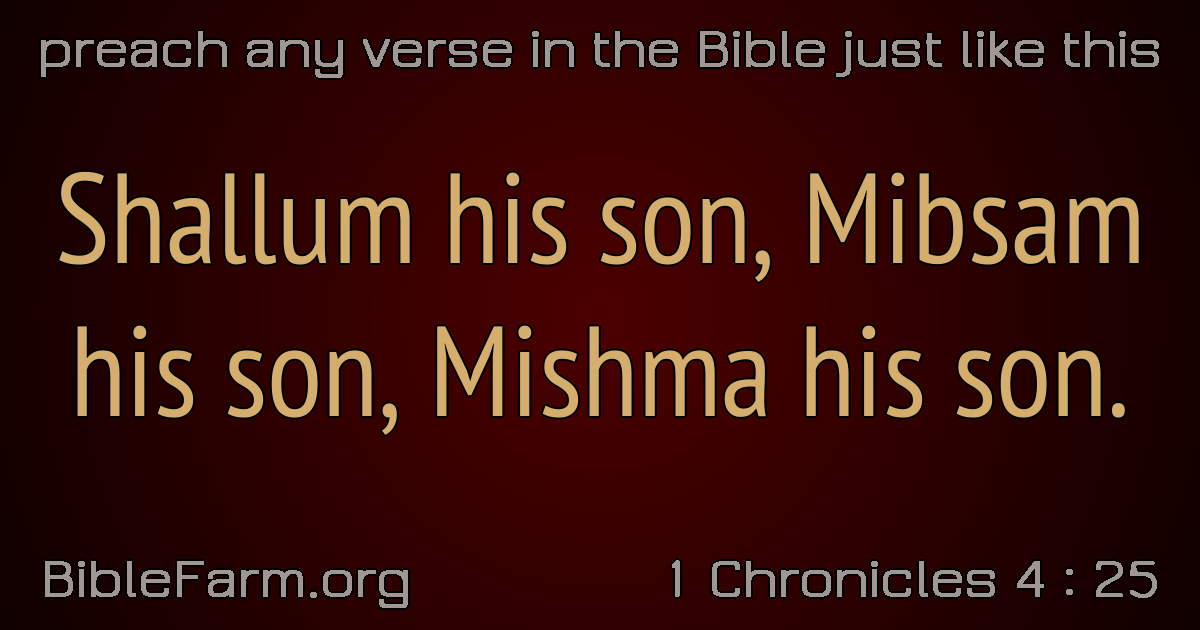 preach any verse in the Bible just like this
Shallum his son, Mibsam
his son, Mishma his son.
BibleFarm.org
1 Chronicles 4 : 25